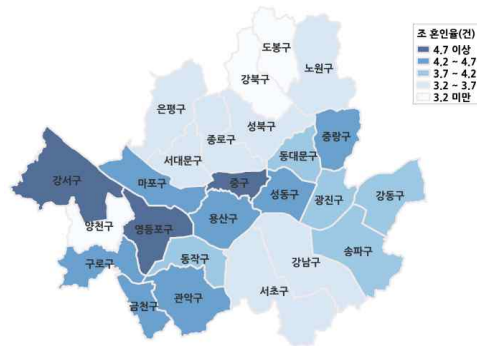 조 혼인율(건)
4.7 이상
4.2 ~ 4.7
3.7 ~ 4.2
3.2 ~ 3.7
3.2 미만
도봉구
강북구
노원구
은평구
성북구
종로구
중랑구
서대문구
동대문구
강서구
마포구
중구
성동구
광진구
강동구
양천구
영등포구
용산구
송파구
구로구
동작구
강남구
서초구
금천구
관악구